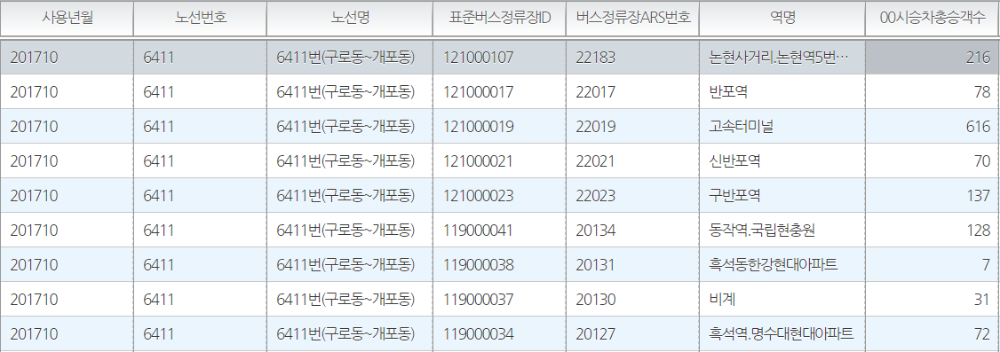 사용년월 노선번호 노선명 표준버스정류장ID 버스정류장ARS번호 역명 00시승차총승객수
201710 6411 6411번(구로동~개포동) 121000107 22183 논현사거리.논현역5번… 216
201710 6411 6411번(구로동~개포동) 121000017 22017 반포역 78
201710 6411 6411번(구로동~개포동) 121000019 22019 고속터미널 616
201710 6411 6411번(구로동~개포동) 121000021 22021 신반포역 70
201710 6411 6411번(구로동~개포동) 121000023 22023 구반포역 137
201710 6411 6411번(구로동~개포동) 119000041 20134 동작역.국립현충원 128
201710 6411 6411번(구로동~개포동) 119000038 20131 흑석동한강현대아파트 7
201710 6411 6411번(구로동~개포동) 119000037 20130 비계 31
201710 6411 6411번(구로동~개포동) 119000034 20127 흑석역.명수대현대아파트 72